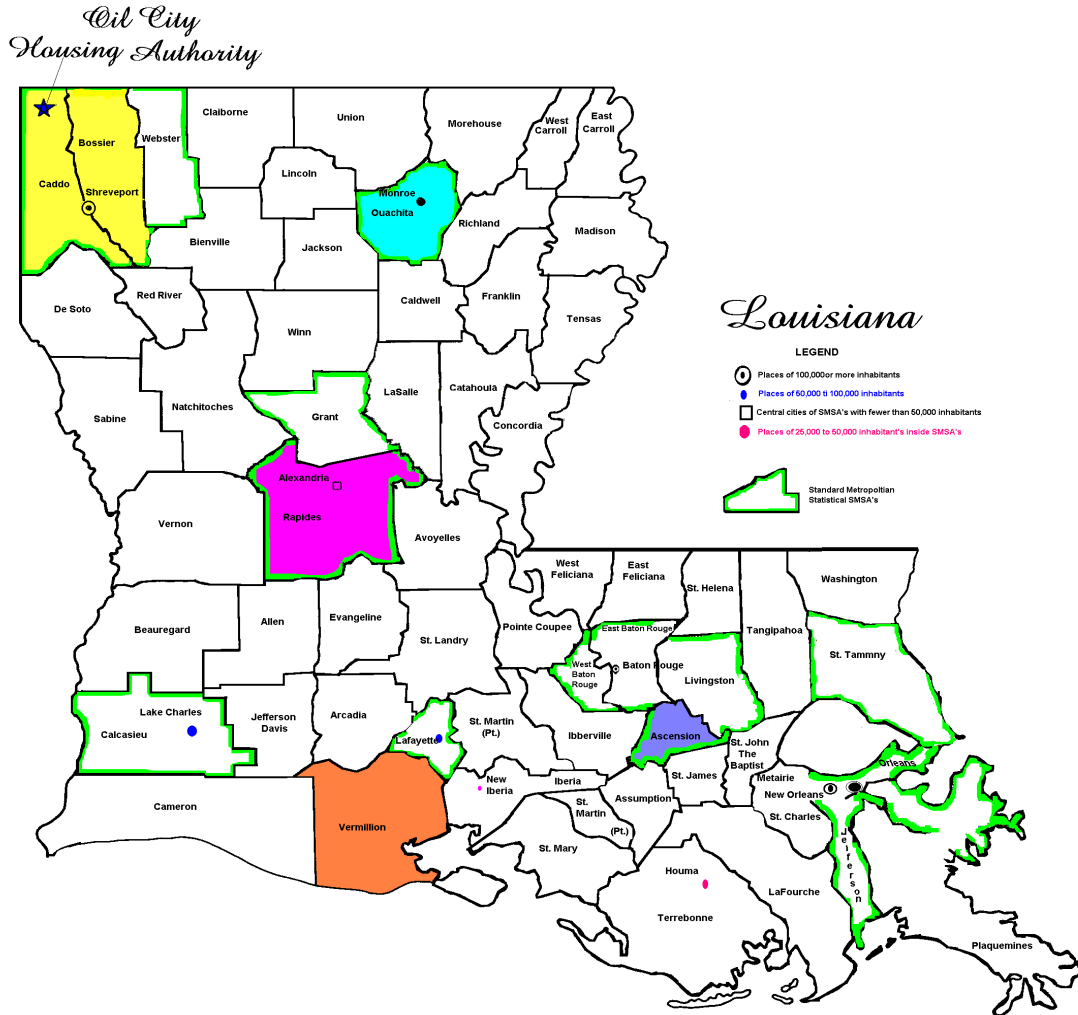 Oil City
Housing Authority
Claiborne
Union
Morehouse
West
Carroll
East
Carroll
Bossier
Webster
Lincoln
Caddo
Shreveport
Monroe
Ouachita
Richland
Madison
Bienville
Jackson
De Soto
Red River
Caldwell
Franklin
Tensas
Winn
Louisiana
LEGEND
Places of 100,000or more inhabitants
Places of 50,000 ti 100,000 inhabitants
Central cities of SMSA's with fewer than 50,000 inhabitants
Places of 25,000 to 50,000 inhabitant's inside SMSA's
Standard Metropoltian
Statistical SMSA's
Sabine
Natchitoches
Grant
LaSalle
Catahoula
Concordia
Alexandria
Rapides
Vernon
Avoyelles
West
Feliciana
East
Feliciana
St. Helena
Washington
Beauregard
Allen
Evangeline
St. Landry
Pointe Coupee
East Baton Rouge
Tangipahoa
West
Baton
Rouge
Baton Rouge
Livingston
St. Tammny
Lake Charles
Calcasieu
Jefferson
Davis
Arcadia
Lafayette
St. Martin
(Pt.)
Ibberville
Ascension
St. John
The
Baptist
Orleans
Cameron
Vermillion
New
Iberia
Iberia
St. James
Metairie
New Orleans
St. Charles
Assumption
St.
Martin
(Pt.)
St. Mary
Jefferson
Houma
Terrebonne
LaFourche
Plaquemines